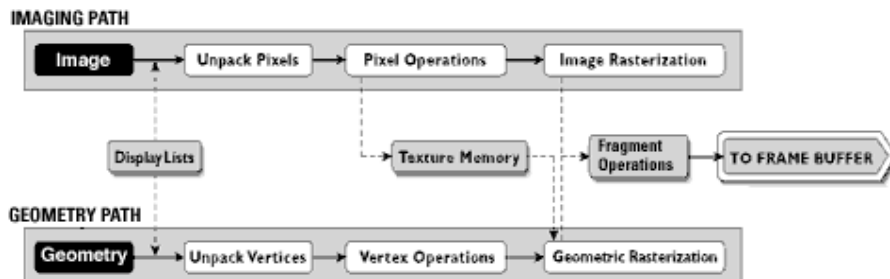 IMAGING PATH
Image
Unpack Pixels
Pixel Operations
Image Rasterization
Display Lists
Texture Memory
Fragment
Operations
TO FRAME BUFFER
GEOMETRY PATH
Geometry
Unpack Vertices
Vertex Operations
Geometric Rasterization